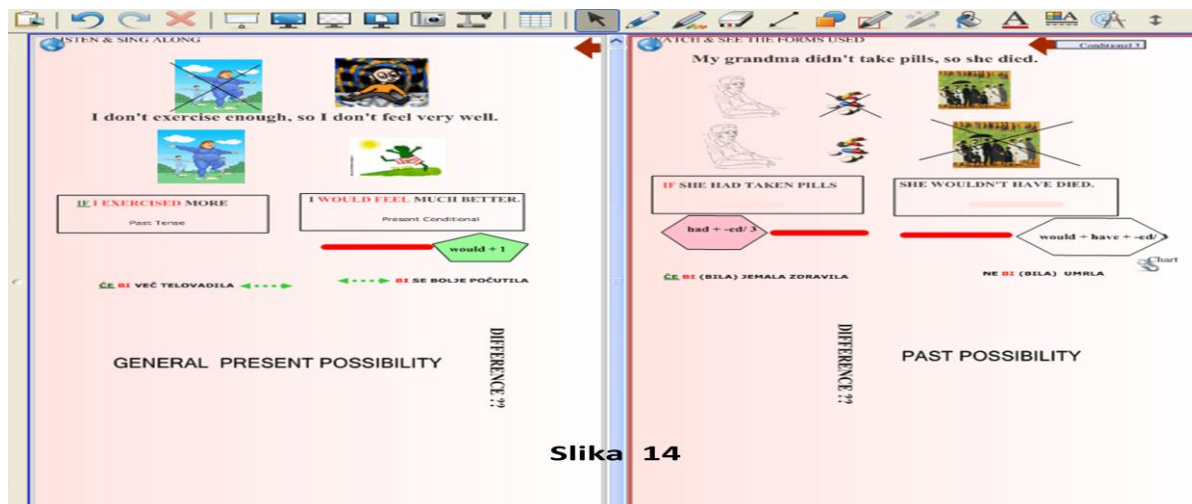 LISTEN & SING ALONG
I don't exercise enough, so I don't feel very well.
IF I EXERCISED MORE
Past Tense
I WOULD FEEL MUCH BETTER.
Present Conditional
would + 1
ČE BI VEČ TELOVADILA
BI SE BOLJE POČUTILA
DIFFERENCE ??
GENERAL PRESENT POSSIBILITY
WATCH & SEE THE FORMS USED
Conditional 3
My grandma didn't take pills, so she died.
IF SHE HAD TAKEN PILLS
SHE WOULDN'T HAVE DIED.
had + -ed/ 3
would + have + -ed/ 3
Chart
ČE BI (BILA) JEMALA ZDRAVILA
NE BI (BILA) UMRLA
DIFFERENCE ??
PAST POSSIBILITY
Slika 14